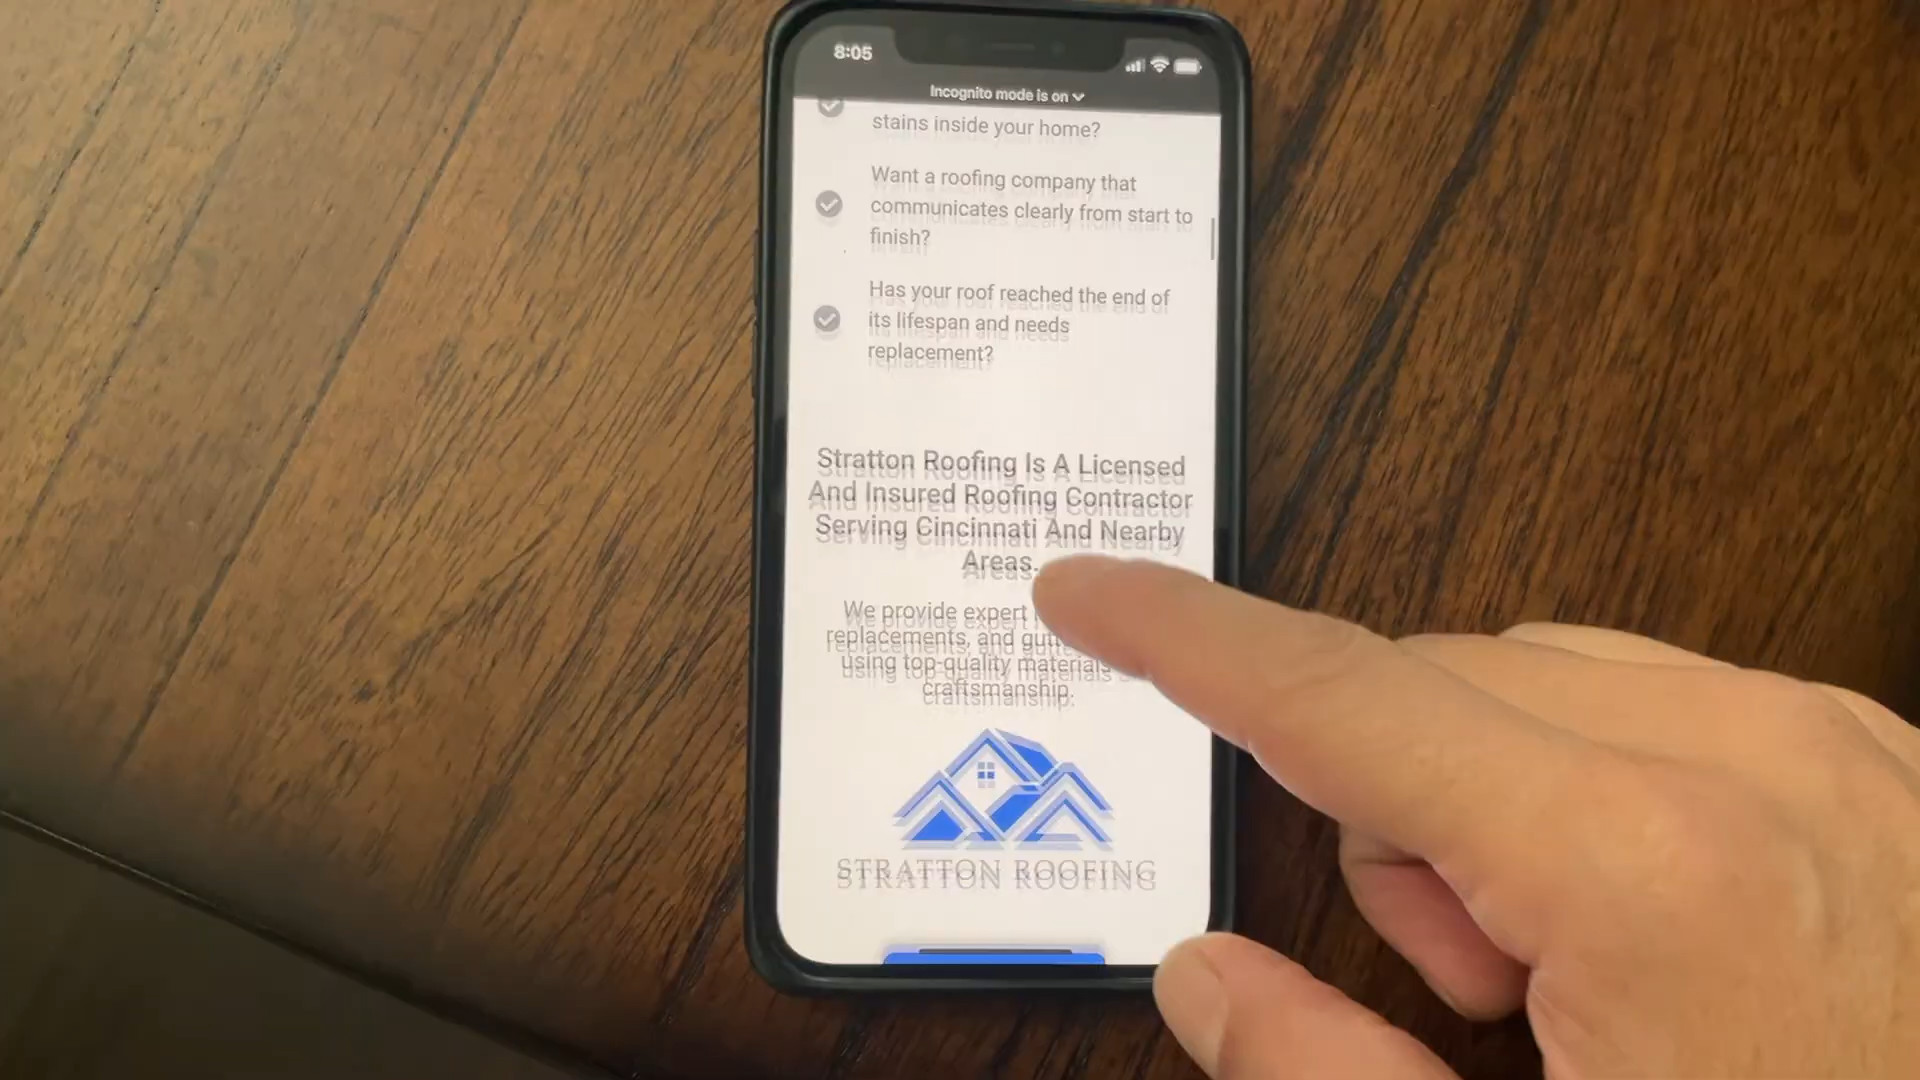 8:05
Incognito mode is on
stains inside your home?
Want a roofing company that
communicates clearly from start to
finish?
Has your roof reached the end of
its lifespan and needs
replacement?
Stratton Roofing Is A Licensed
And Insured Roofing Contractor
Serving Cincinnati And Nearby
Areas.
We provide expert
replacements, and
using top-quality materials
craftsmanship.
STRATTON ROOFING